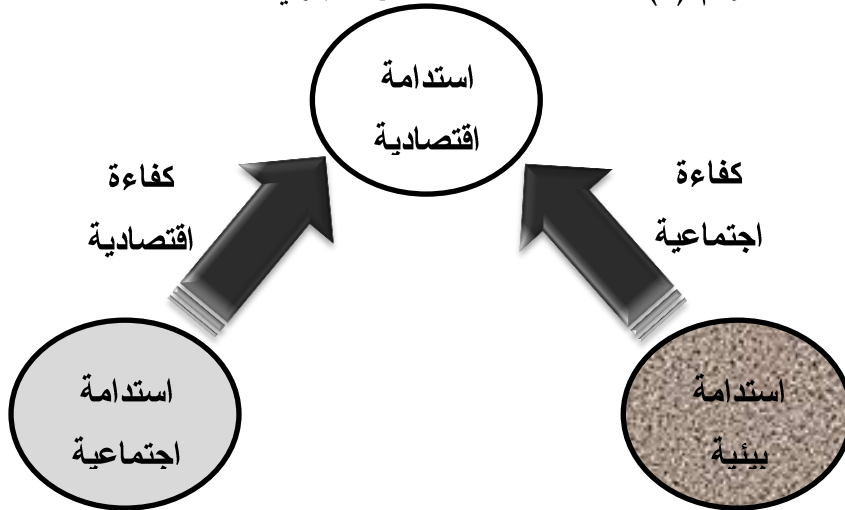 استدامة
اقتصادية
كفاءة
اجتماعية
كفاءة
اقتصادية
استدامة
بيئية
استدامة
اجتماعية